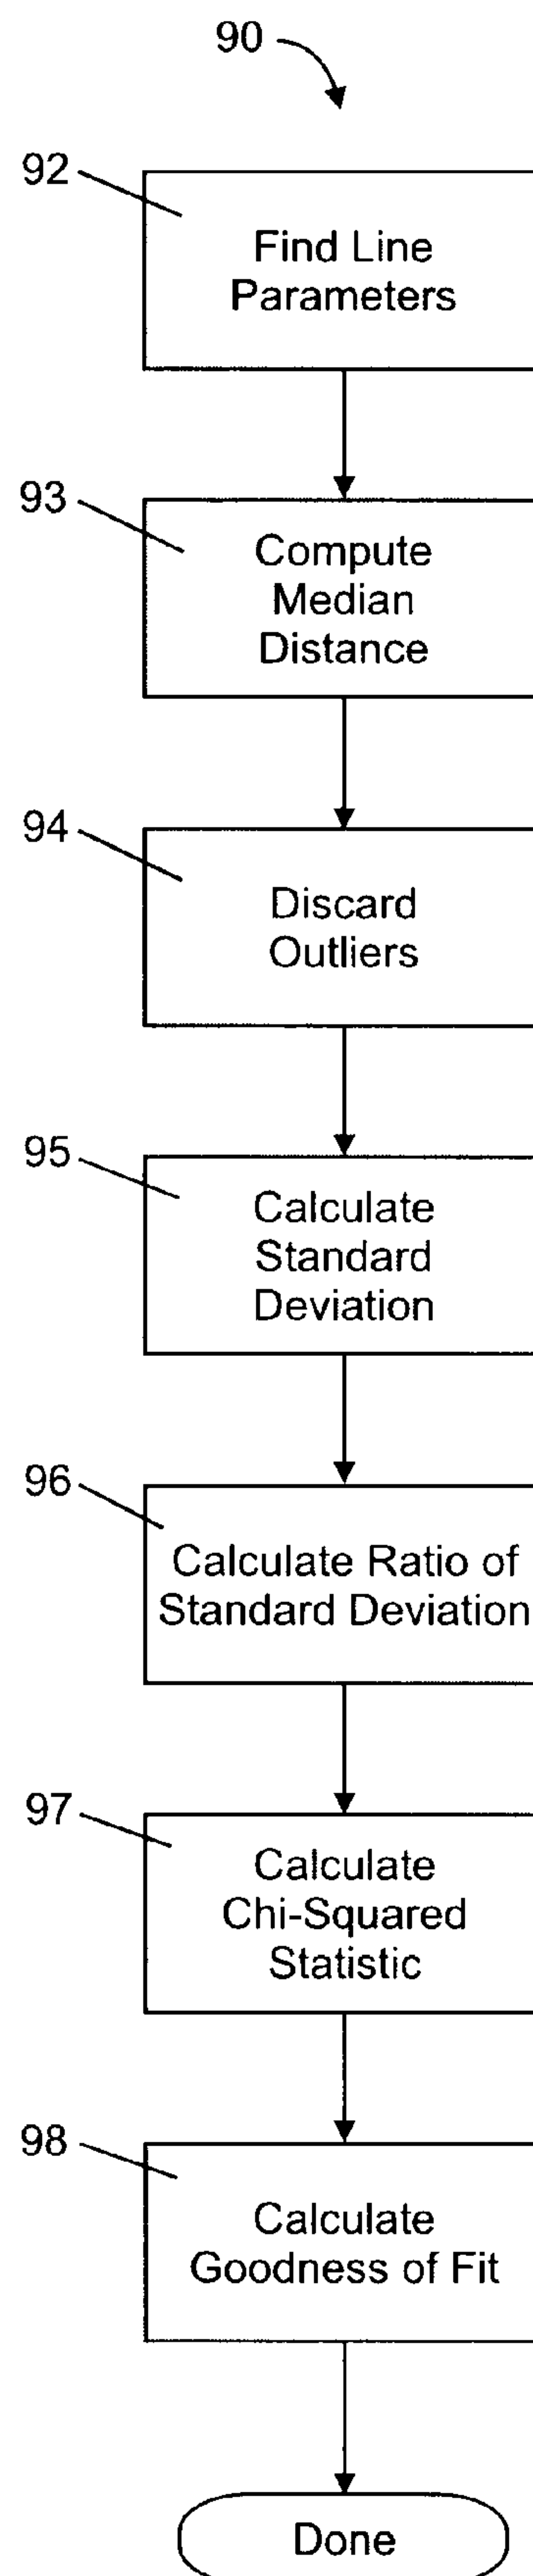 90
92
Find Line
Parameters
93
Compute
Median
Distance
94
Discard
Outliers
95
Calculate
Standard
Deviation
96
Calculate Ratio of
Standard Deviation
97
Calculate
Chi-Squared
Statistic
98
Calculate
Goodness of Fit
Done